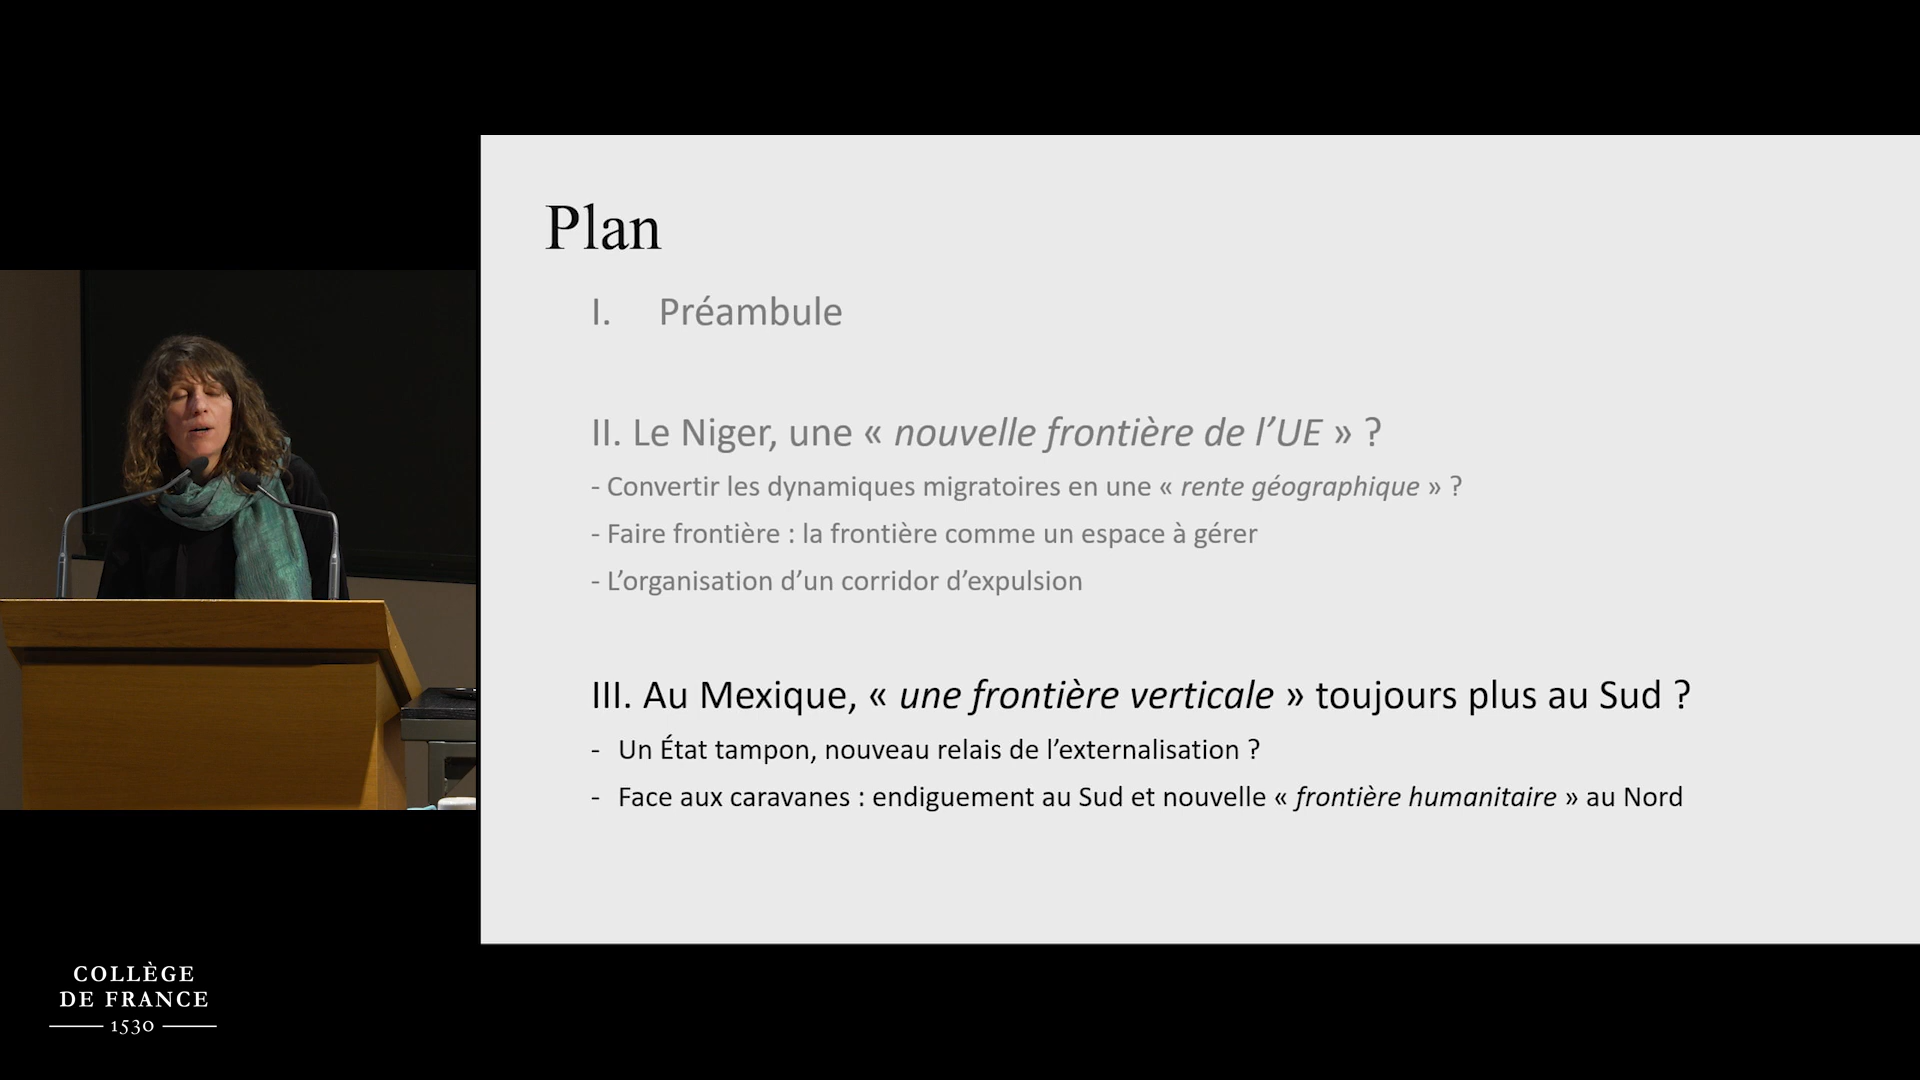 Plan
I. Préambule
II. Le Niger, une « nouvelle frontière de l’UE » ?
- Convertir les dynamiques migratoires en une « rente géographique » ?
- Faire frontière : la frontière comme un espace à gérer
- L’organisation d’un corridor d’expulsion
III. Au Mexique, « une frontière verticale » toujours plus au Sud ?
- Un État tampon, nouveau relais de l’externalisation ?
- Face aux caravanes : endiguement au Sud et nouvelle « frontière humanitaire » au Nord
COLLÈGE
DE FRANCE
1530